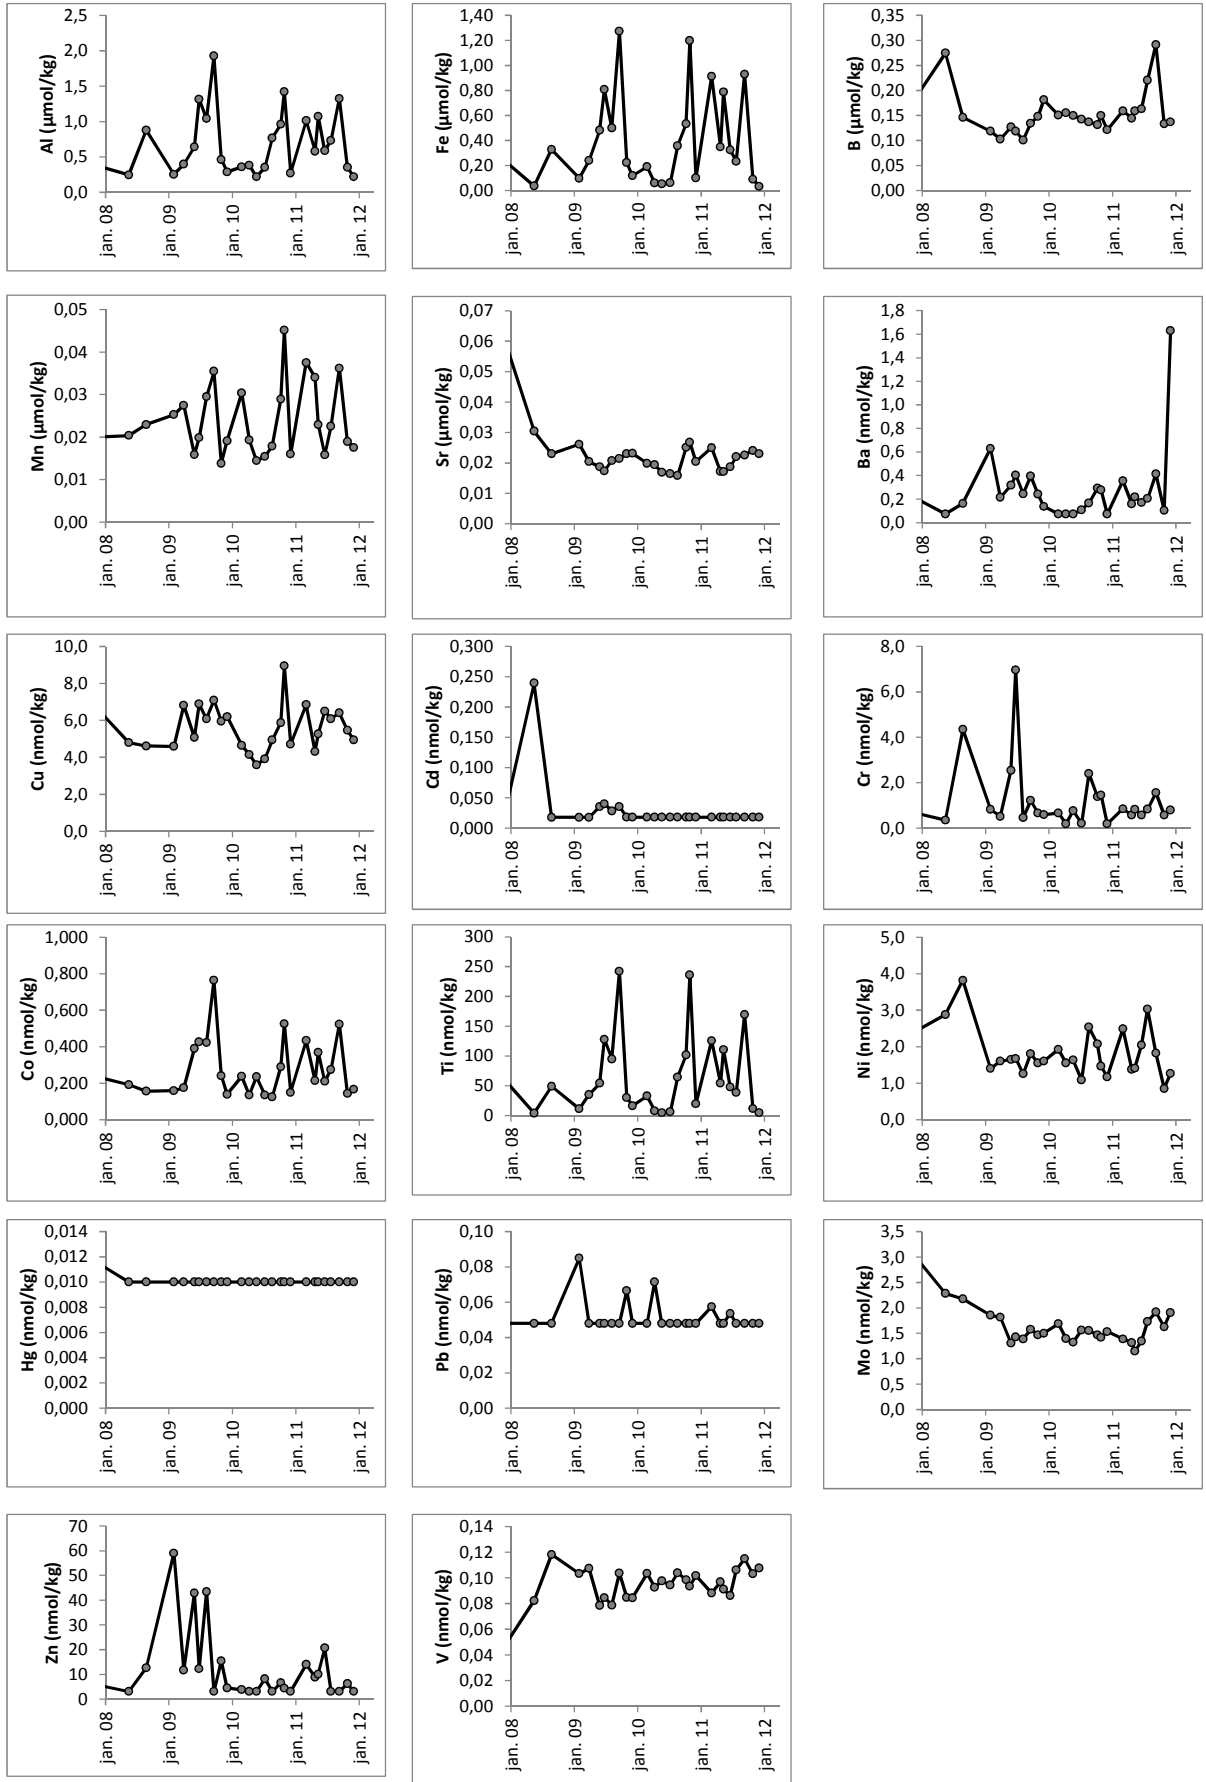 Al (µmol/kg)
2,5
2,0
1,5
1,0
0,5
0,0
jan. 08
jan. 09
jan. 10
jan. 11
jan. 12
Fe (µmol/kg)
1,40
1,20
1,00
0,80
0,60
0,40
0,20
0,00
jan. 08
jan. 09
jan. 10
jan. 11
jan. 12
B (µmol/kg)
0,35
0,30
0,25
0,20
0,15
0,10
0,05
0,00
jan. 08
jan. 09
jan. 10
jan. 11
jan. 12
Mn (µmol/kg)
0,05
0,04
0,03
0,02
0,01
0,00
jan. 08
jan. 09
jan. 10
jan. 11
jan. 12
Sr (µmol/kg)
0,07
0,06
0,05
0,04
0,03
0,02
0,01
0,00
jan. 08
jan. 09
jan. 10
jan. 11
jan. 12
Ba (nmol/kg)
1,8
1,6
1,4
1,2
1,0
0,8
0,6
0,4
0,2
0,0
jan. 08
jan. 09
jan. 10
jan. 11
jan. 12
Cu (nmol/kg)
10,0
8,0
6,0
4,0
2,0
0,0
jan. 08
jan. 09
jan. 10
jan. 11
jan. 12
Cd (nmol/kg)
0,300
0,250
0,200
0,150
0,100
0,050
0,000
jan. 08
jan. 09
jan. 10
jan. 11
jan. 12
Cr (nmol/kg)
8,0
6,0
4,0
2,0
0,0
jan. 08
jan. 09
jan. 10
jan. 11
jan. 12
Co (nmol/kg)
1,000
0,800
0,600
0,400
0,200
0,000
jan. 08
jan. 09
jan. 10
jan. 11
jan. 12
Ti (nmol/kg)
300
250
200
150
100
50
0
jan. 08
jan. 09
jan. 10
jan. 11
jan. 12
Ni (nmol/kg)
5,0
4,0
3,0
2,0
1,0
0,0
jan. 08
jan. 09
jan. 10
jan. 11
jan. 12
Hg (nmol/kg)
0,014
0,012
0,010
0,008
0,006
0,004
0,002
0,000
jan. 08
jan. 09
jan. 10
jan. 11
jan. 12
Pb (nmol/kg)
0,10
0,08
0,06
0,04
0,02
0,00
jan. 08
jan. 09
jan. 10
jan. 11
jan. 12
Mo (nmol/kg)
3,5
3,0
2,5
2,0
1,5
1,0
0,5
0,0
jan. 08
jan. 09
jan. 10
jan. 11
jan. 12
Zn (nmol/kg)
70
60
50
40
30
20
10
0
jan. 08
jan. 09
jan. 10
jan. 11
jan. 12
V (nmol/kg)
0,14
0,12
0,10
0,08
0,06
0,04
0,02
0,00
jan. 08
jan. 09
jan. 10
jan. 11
jan. 12